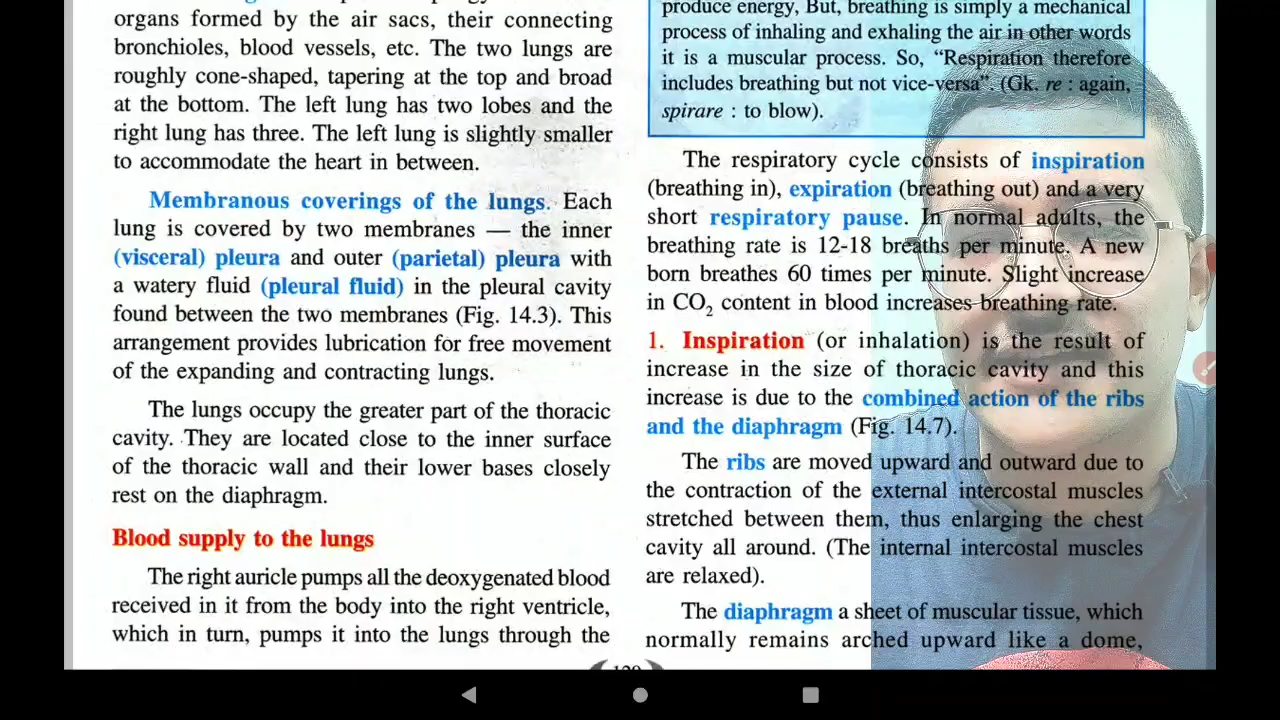 organs formed by the air sacs, their connecting
bronchioles, blood vessels, etc. The two lungs are
roughly cone-shaped, tapering at the top and broad
at the bottom. The left lung has two lobes and the
right lung has three. The left lung is slightly smaller
to accommodate the heart in between.
Membranous coverings of the lungs. Each
lung is covered by two membranes — the inner
(visceral) pleura and outer (parietal) pleura with
a watery fluid (pleural fluid) in the pleural cavity
found between the two membranes (Fig. 14.3). This
arrangement provides lubrication for free movement
of the expanding and contracting lungs.
The lungs occupy the greater part of the thoracic
cavity. They are located close to the inner surface
of the thoracic wall and their lower bases closely
rest on the diaphragm.
Blood supply to the lungs
The right auricle pumps all the deoxygenated blood
received in it from the body into the right ventricle,
which in turn, pumps it into the lungs through the
produce energy, But, breathing is simply a mechanical
process of inhaling and exhaling the air in other words
it is a muscular process. So, “Respiration therefore
includes breathing but not vice-versa”. (Gk. re : again,
spirare : to blow).
The respiratory cycle consists of inspiration
(breathing in), expiration (breathing out) and a very
short respiratory pause. In normal adults, the
breathing rate is 12-18 breaths per minute. A new
born breathes 60 times per minute. Slight increase
in CO₂ content in blood increases breathing rate.
1. Inspiration (or inhalation) is the result of
increase in the size of thoracic cavity and this
increase is due to the combined action of the ribs
and the diaphragm (Fig. 14.7).
The ribs are moved upward and outward due to
the contraction of the external intercostal muscles
stretched between them, thus enlarging the chest
cavity all around. (The internal intercostal muscles
are relaxed).
The diaphragm a sheet of muscular tissue, which
normally remains arched upward like a dome,